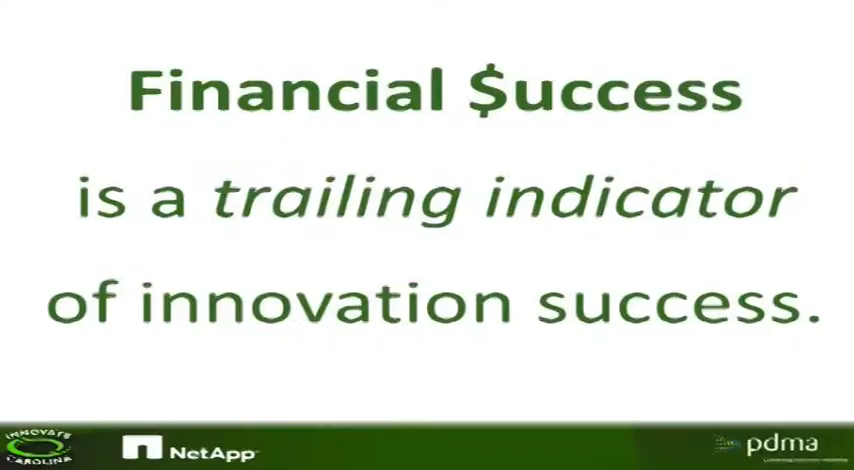 Financial $uccess
is a trailing indicator
of innovation success.
INNOVATE
CAROLINA
NetApp
pdma